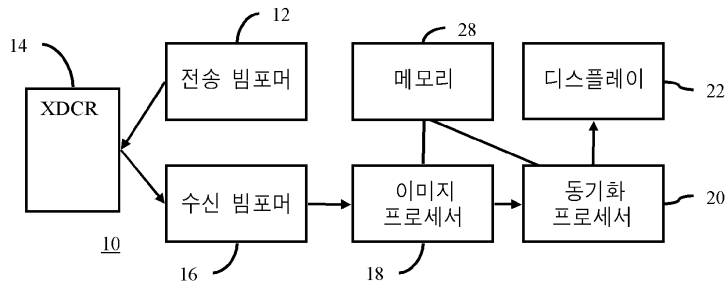 12
28
14
전송 빔포머
메모리
디스플레이
22
XDCR
수신 빔포머
이미지
프로세서
동기화
프로세서
20
10
16
18